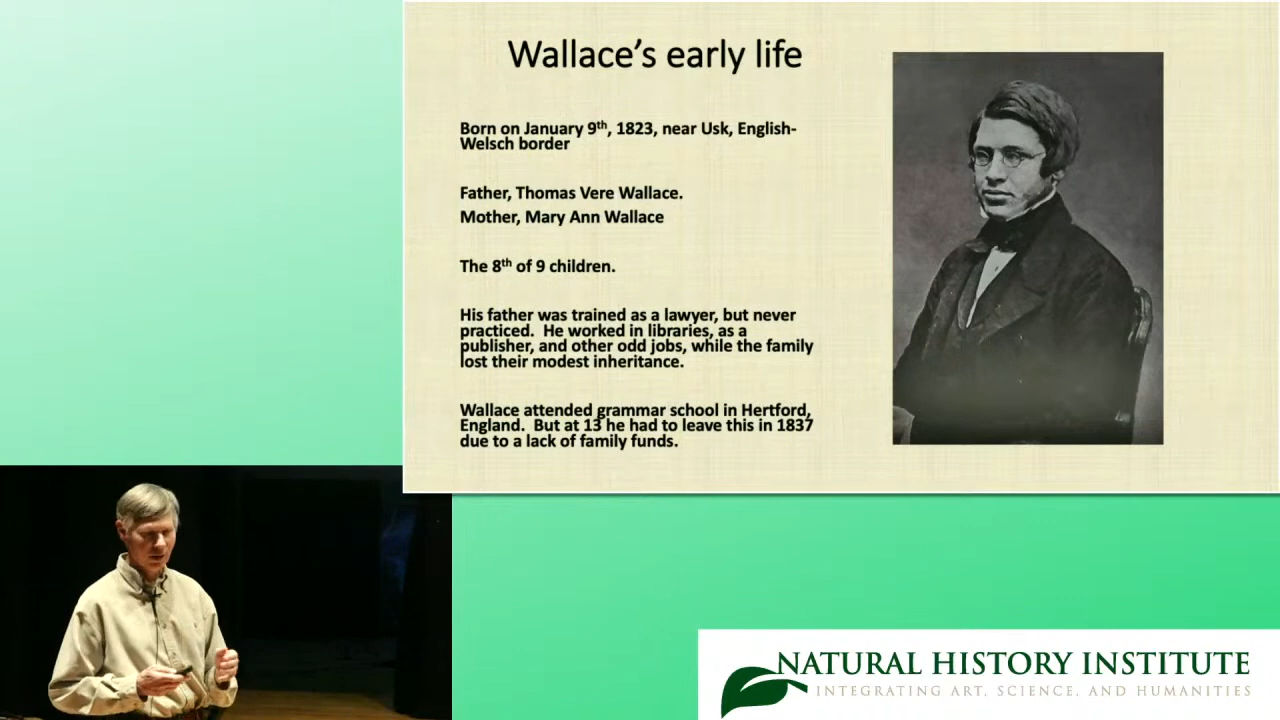 Wallace's early life
Born on January 9th, 1823, near Usk, English-
Welsch border
Father, Thomas Vere Wallace.
Mother, Mary Ann Wallace
The 8th of 9 children.
His father was trained as a lawyer, but never
practiced. He worked in libraries, as a
publisher, and other odd jobs, while the family
lost their modest inheritance.
Wallace attended grammar school in Hertford,
England. But at 13 he had to leave this in 1837
due to a lack of family funds.
NATURAL HISTORY INSTITUTE
INTEGRATING ART, SCIENCE, AND HUMANITIES